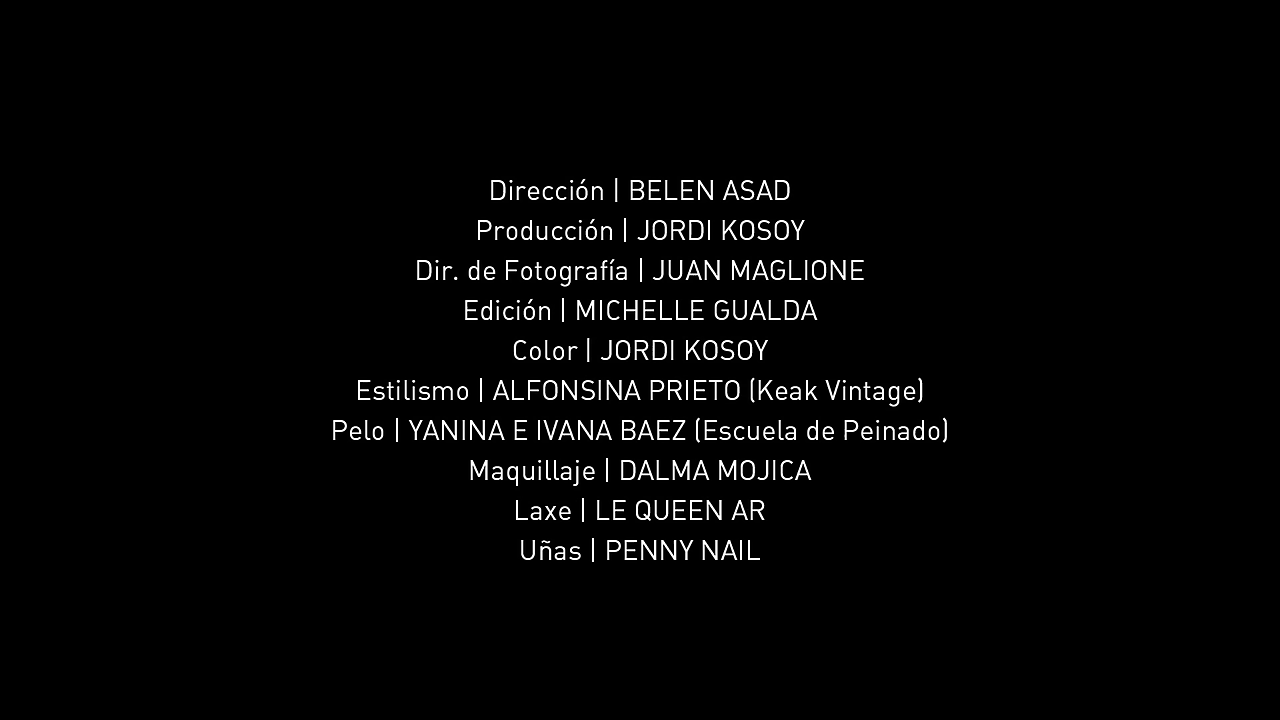 Dirección | BELEN ASAD
Producción | JORDI KOSOY
Dir. de Fotografía | JUAN MAGLIONE
Edición | MICHELLE GUALDA
Color | JORDI KOSOY
Estilismo | ALFONSINA PRIETO (Keak Vintage)
Pelo | YANINA E IVANA BAEZ (Escuela de Peinado)
Maquillaje | DALMA MOJICA
Laxe | LE QUEEN AR
Uñas | PENNY NAIL